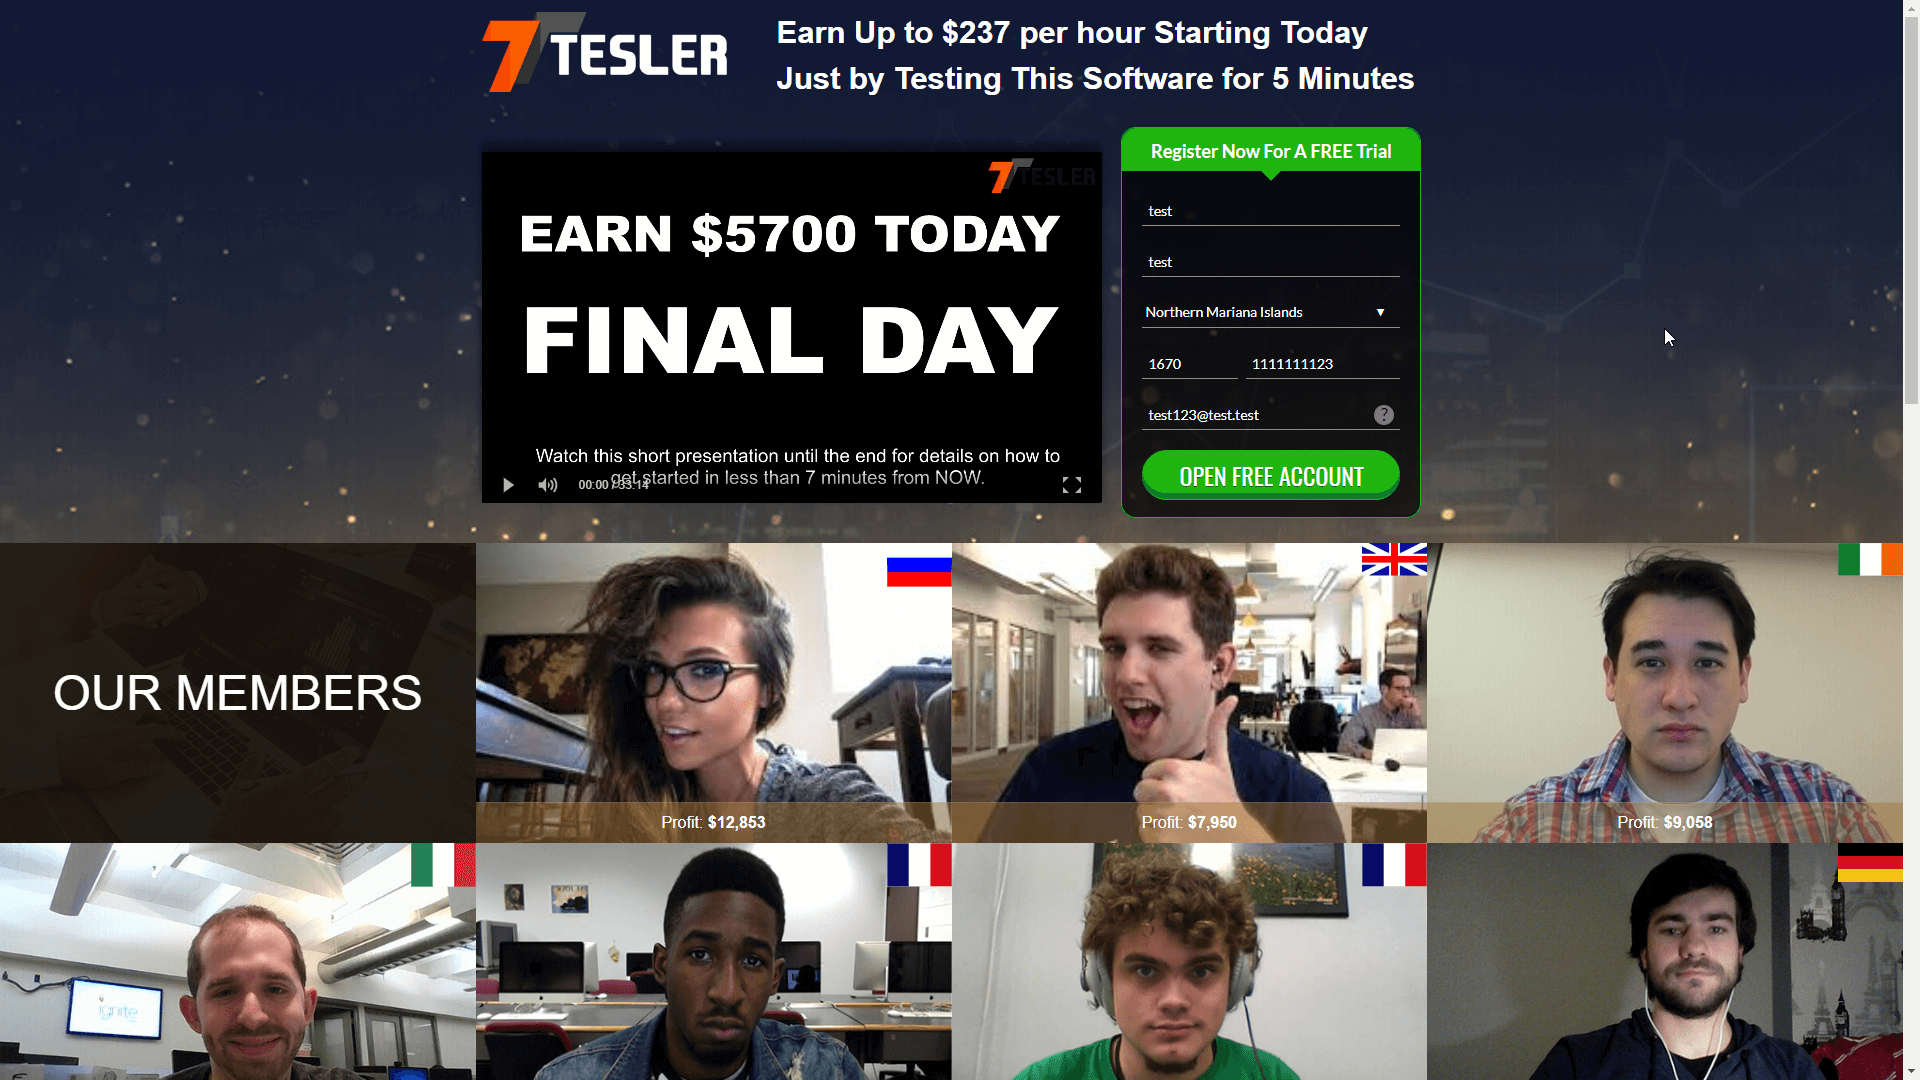 TESLER
Earn Up to $237 per hour Starting Today
Just by Testing This Software for 5 Minutes
TESLER
EARN $5700 TODAY
FINAL DAY
Watch this short presentation until the end for details on how to
get started in less than 7 minutes from NOW.
00:00 / 33:14
Register Now For A FREE Trial
test
test
Northern Mariana Islands
1670 1111111123
test123@test.test
?
OPEN FREE ACCOUNT
OUR MEMBERS
Profit: $12,853
Profit: $7,950
Profit: $9,058
ignite